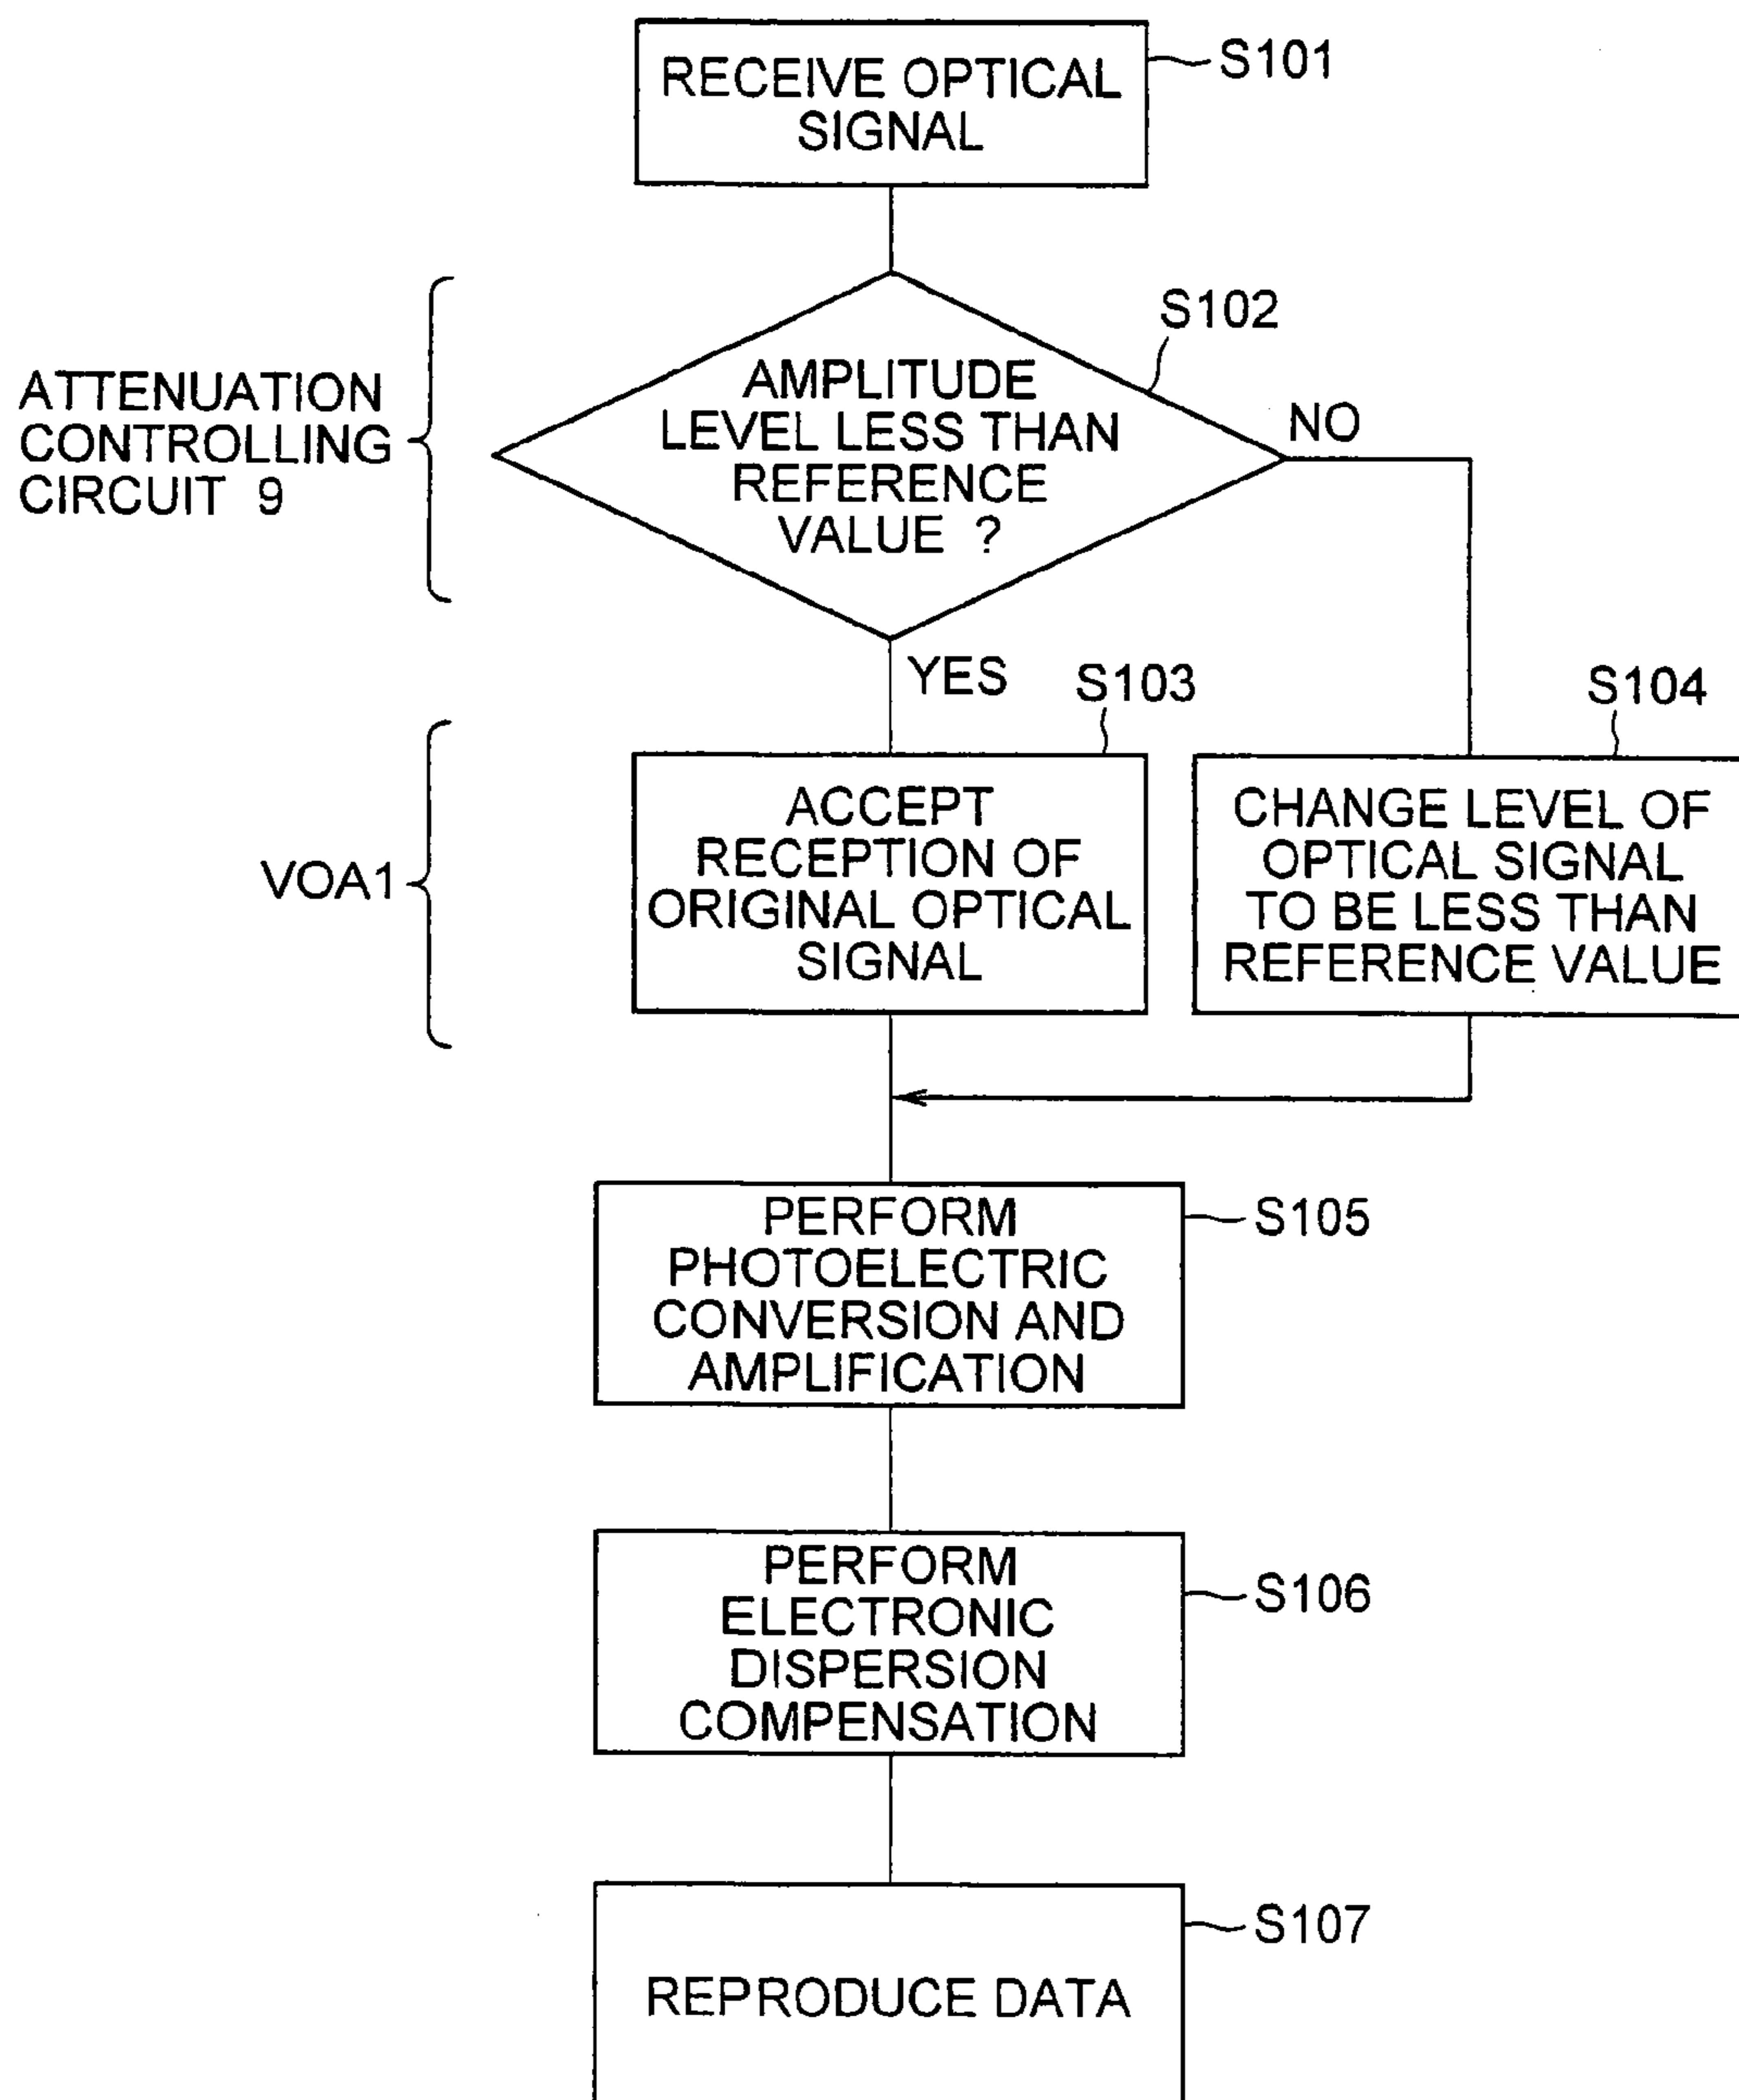 RECEIVE OPTICAL
SIGNAL
S101
ATTENUATION
CONTROLLING
CIRCUIT 9
AMPLITUDE
LEVEL LESS THAN
REFERENCE
VALUE ?
S102
NO
YES
VOA1
S103
ACCEPT
RECEPTION OF
ORIGINAL OPTICAL
SIGNAL
S104
CHANGE LEVEL OF
OPTICAL SIGNAL
TO BE LESS THAN
REFERENCE VALUE
PERFORM
PHOTOELECTRIC
CONVERSION AND
AMPLIFICATION
S105
PERFORM
ELECTRONIC
DISPERSION
COMPENSATION
S106
REPRODUCE DATA
S107